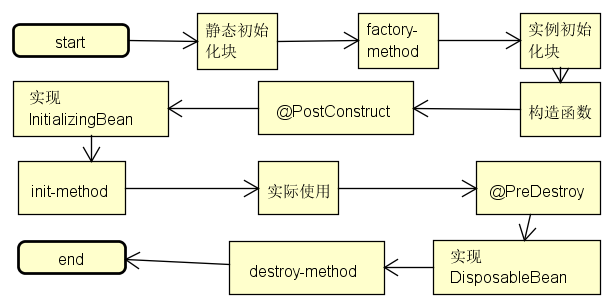 start
静态初始
化块
factory-
method
实例初始
化块
构造函数
@PostConstruct
实现
InitializingBean
init-method
实际使用
@PreDestroy
实现
DisposableBean
destroy-method
end